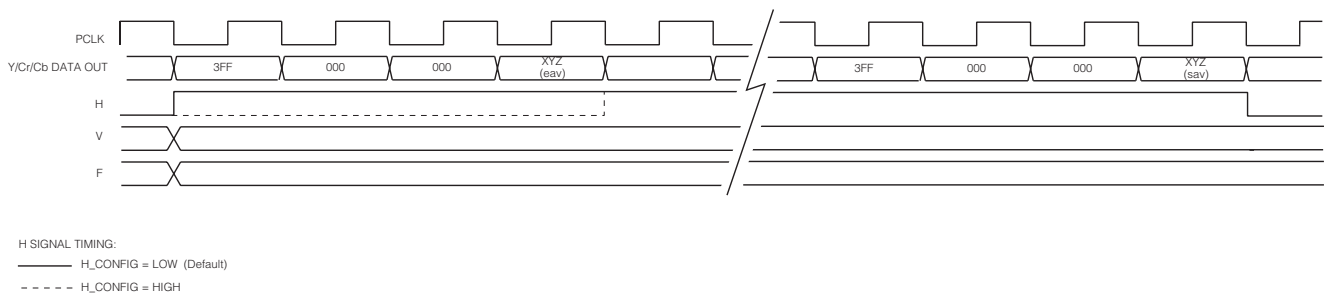 PCLK
Y/Cr/Cb DATA OUT
3FF
000
000
XYZ
(eav)
3FF
000
000
XYZ
(sav)
H
V
F
H SIGNAL TIMING:
H_CONFIG = LOW (Default)
H_CONFIG = HIGH